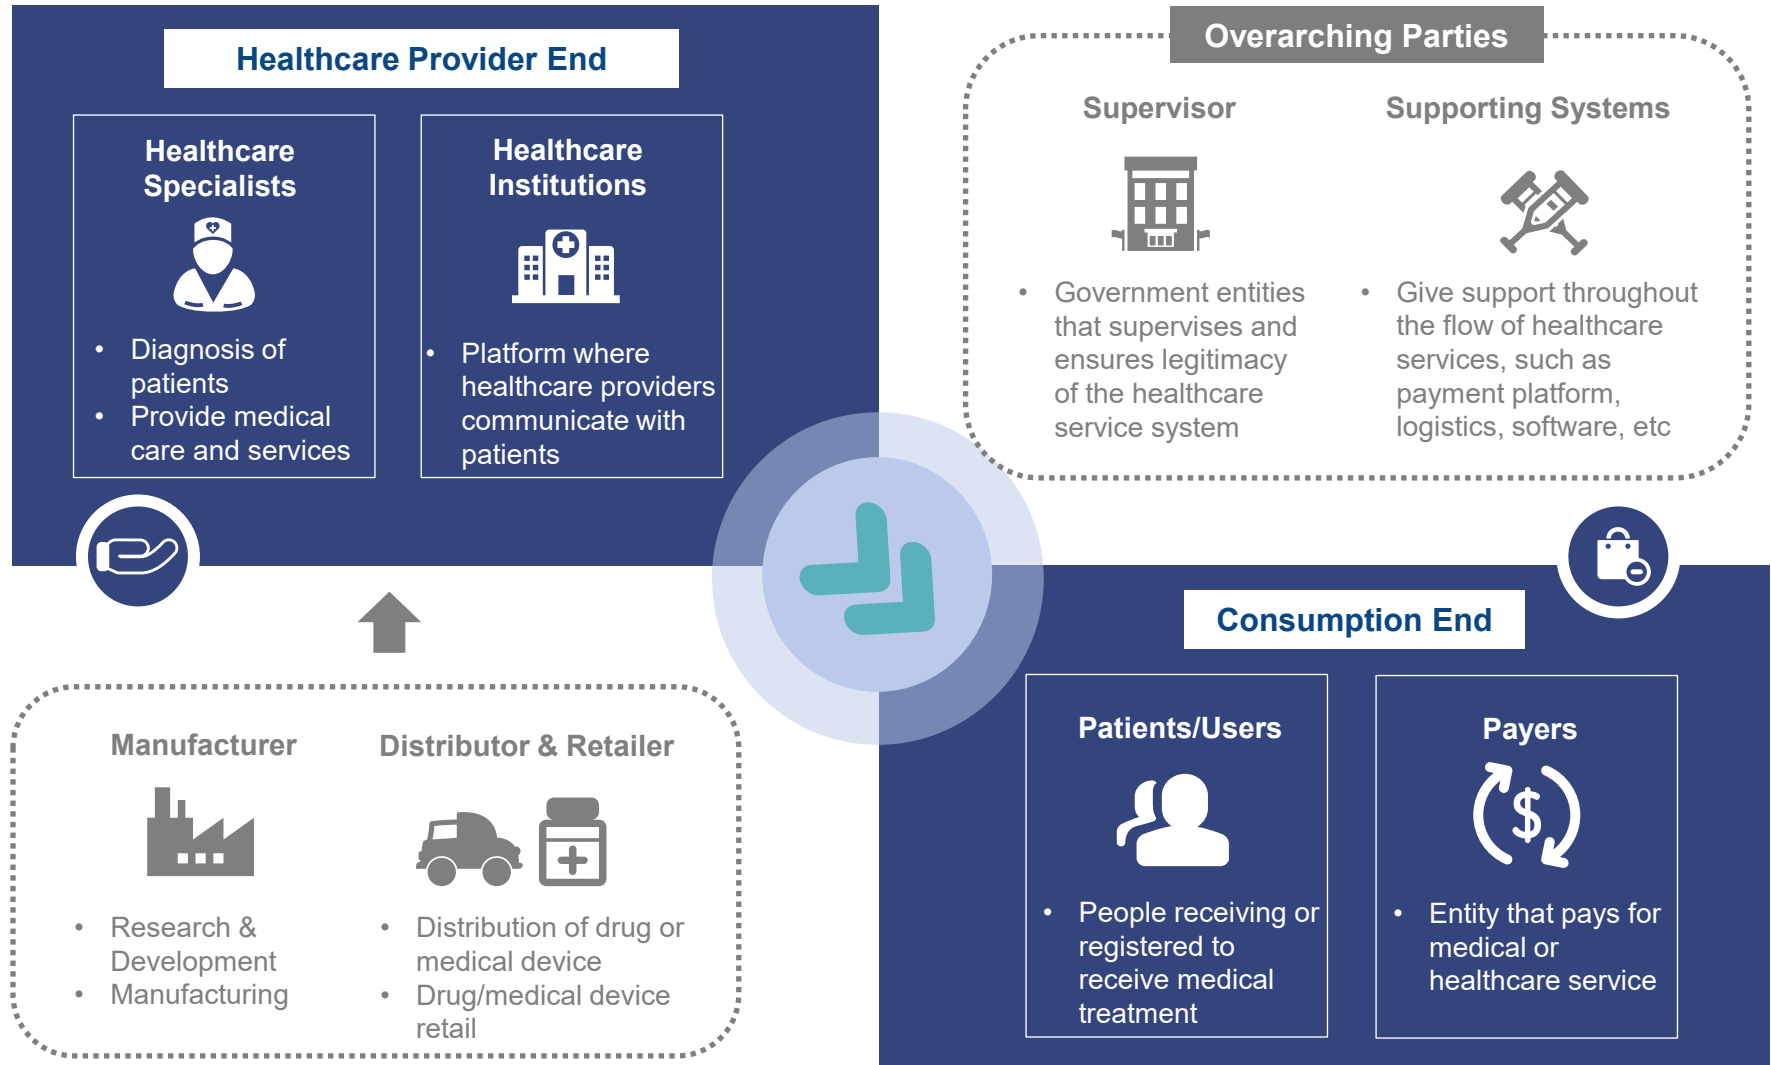 Healthcare Provider End
Healthcare
Specialists
• Diagnosis of
patients
• Provide medical
care and services
Healthcare
Institutions
• Platform where
healthcare providers
communicate with
patients
Overarching Parties
Supervisor
• Government entities
that supervises and
ensures legitimacy
of the healthcare
service system
Supporting Systems
• Give support throughout
the flow of healthcare
services, such as
payment platform,
logistics, software, etc
Manufacturer
• Research &
Development
• Manufacturing
Distributor & Retailer
• Distribution of drug or
medical device
• Drug/medical device
retail
Consumption End
Patients/Users
• People receiving or
registered to
receive medical
treatment
Payers
$
• Entity that pays for
medical or
healthcare service